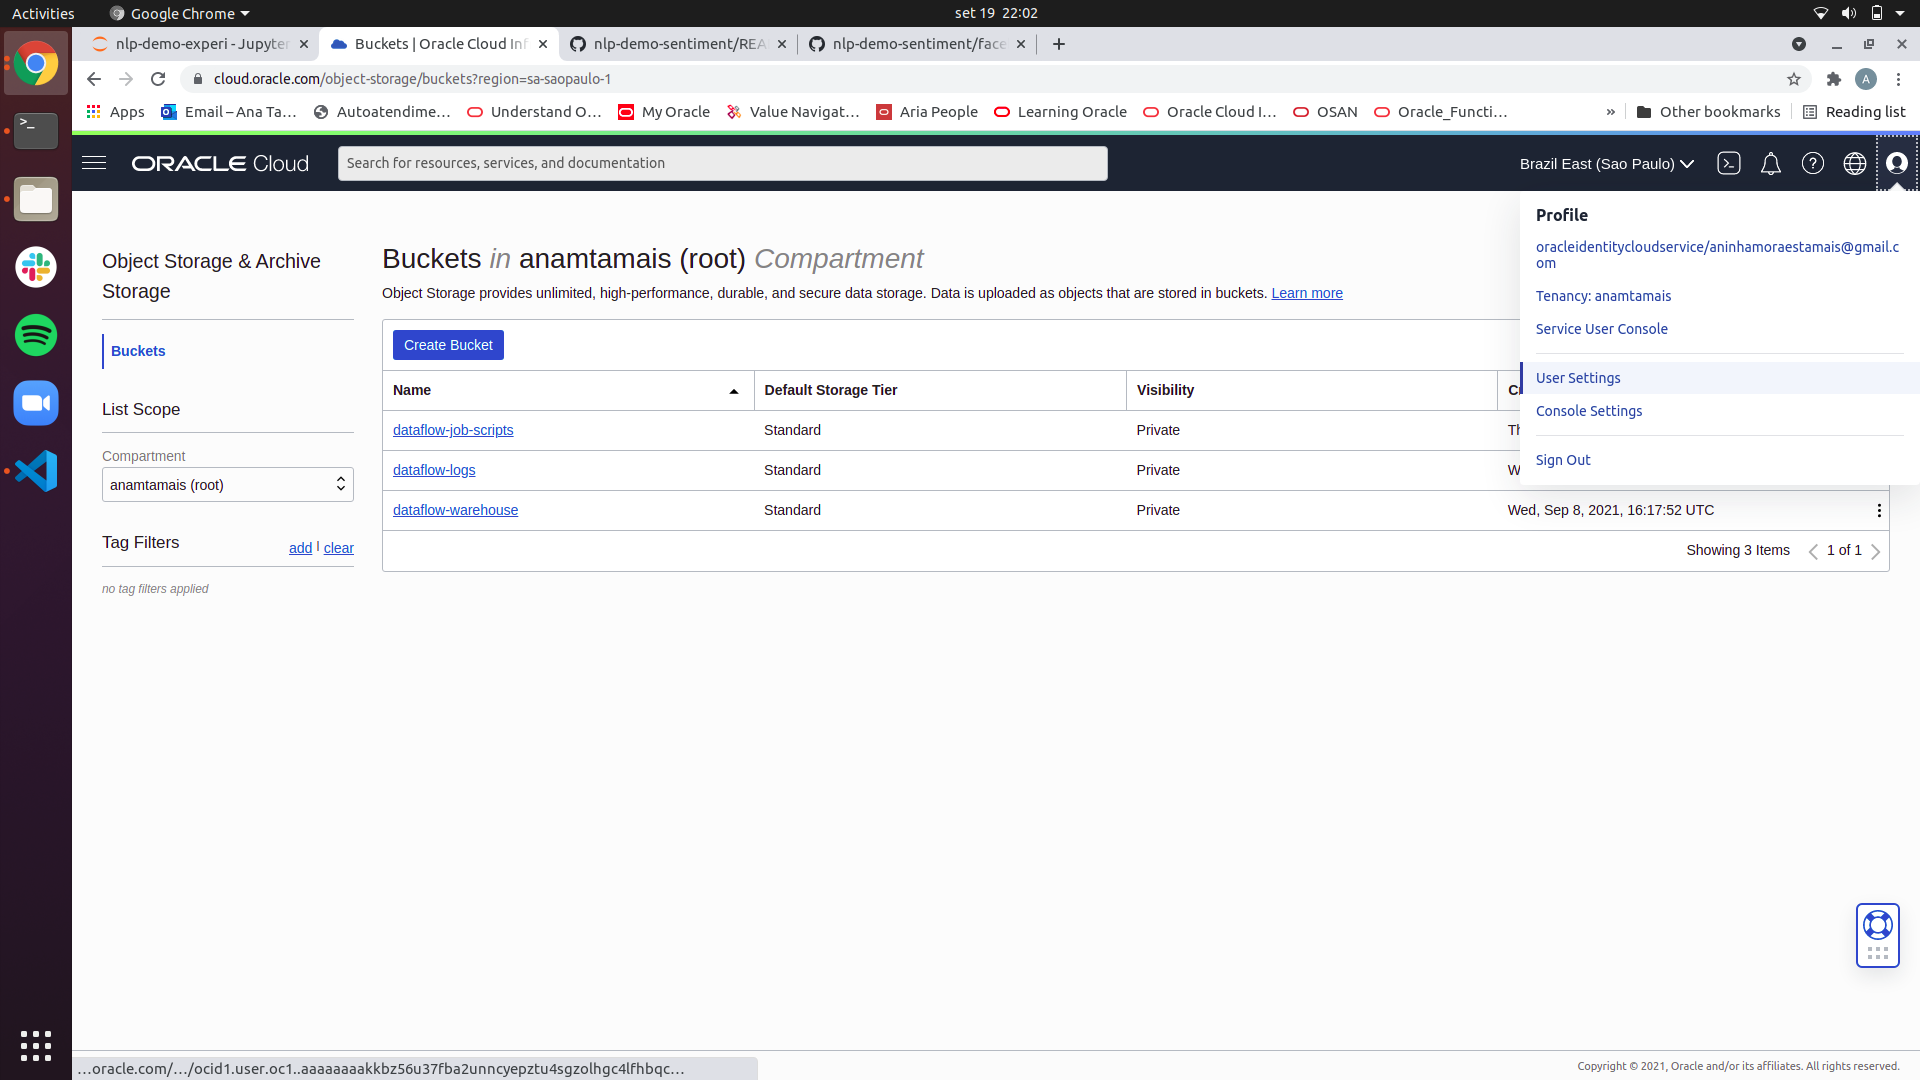 Activities
Google Chrome
set 19 22:02
nlp-demo-experi - Jupyter
Buckets | Oracle Cloud Inf
nlp-demo-sentiment/REA
nlp-demo-sentiment/face
cloud.oracle.com/object-storage/buckets?region=sa-saopaulo-1
A
Apps
Email – Ana Ta…
Autoatendime…
Understand O…
My Oracle
Value Navigat…
Aria People
Learning Oracle
Oracle Cloud I…
OSAN
Oracle_Functi…
»
Other bookmarks
Reading list
ORACLE Cloud
Search for resources, services, and documentation
Brazil East (Sao Paulo)
Profile
oracleidentitycloudservice/aninhamoraestamais@gmail.c
om
Tenancy: anamtamais
Service User Console
User Settings
Console Settings
Sign Out
Object Storage & Archive
Storage
Buckets
List Scope
Compartment
anamtamais (root)
Tag Filters
add | clear
no tag filters applied
Buckets in anamtamais (root) Compartment
Object Storage provides unlimited, high-performance, durable, and secure data storage. Data is uploaded as objects that are stored in buckets. Learn more
Create Bucket
Name Default Storage Tier Visibility
dataflow-job-scripts Standard Private Th
dataflow-logs Standard Private W
dataflow-warehouse Standard Private Wed, Sep 8, 2021, 16:17:52 UTC
Showing 3 Items 1 of 1
…oracle.com/…/ocid1.user.oc1..aaaaaaaakkbz56u37fba2unncyepztu4sgzolhgc4lfhbqc…
Copyright © 2021, Oracle and/or its affiliates. All rights reserved.